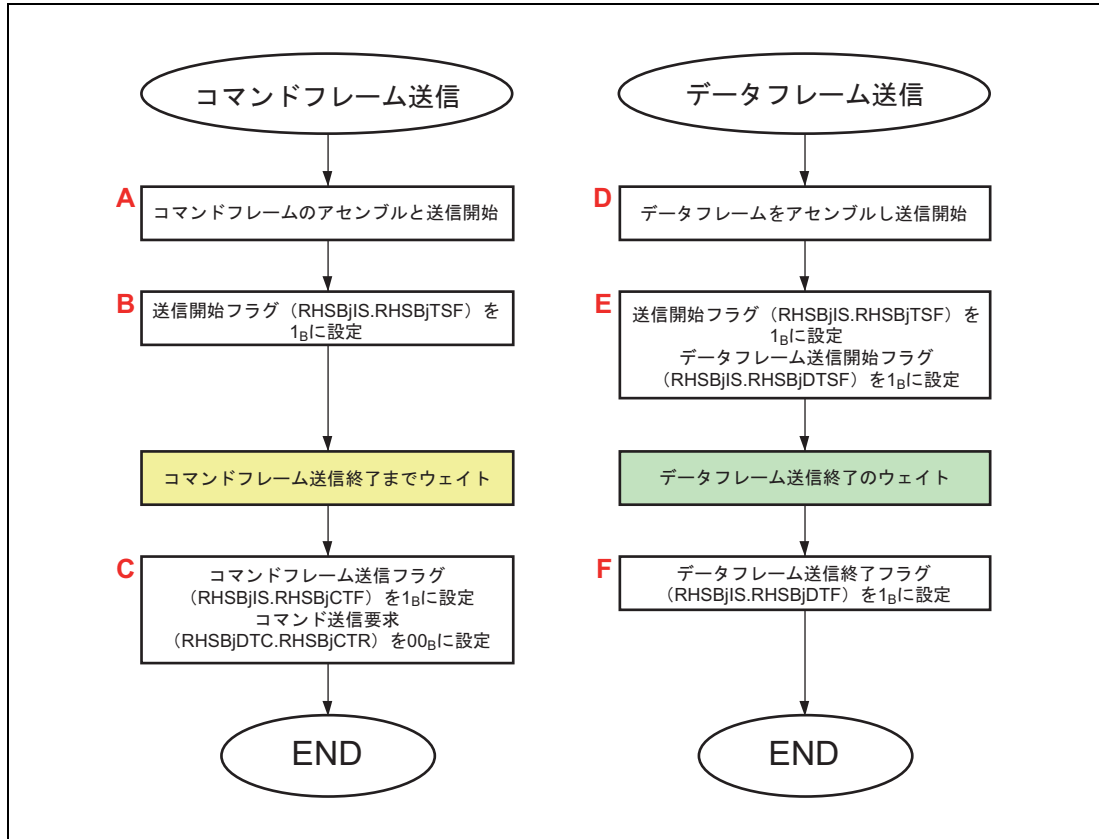 コマンドフレーム送信
A
コマンドフレームのアセンブルと送信開始
B
送信開始フラグ（RHSBjIS.RHSBjTSF）を
1Bに設定
コマンドフレーム送信終了までウェイト
C
コマンドフレーム送信フラグ
（RHSBjIS.RHSBjCTF）を1Bに設定
コマンド送信要求
（RHSBjDTC.RHSBjCTR）を00Bに設定
END
データフレーム送信
D
データフレームをアセンブルし送信開始
E
送信開始フラグ（RHSBjIS.RHSBjTSF）を
1Bに設定
データフレーム送信開始フラグ
（RHSBjIS.RHSBjDTSF）を1Bに設定
データフレーム送信終了のウェイト
F
データフレーム送信終了フラグ
（RHSBjIS.RHSBjDTF）を1Bに設定
END